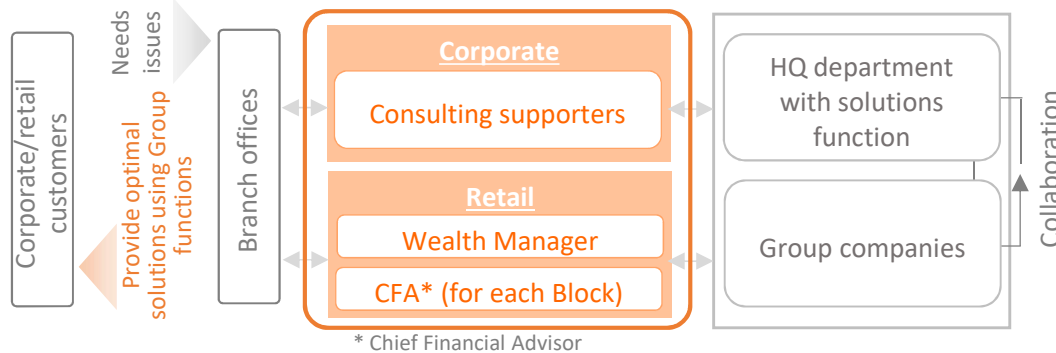 Corporate/retail
customers
Needs
issues
Provide optimal
solutions using Group
functions
Branch offices
Corporate
Consulting supporters
Retail
Wealth Manager
CFA* (for each Block)
* Chief Financial Advisor
HQ department
with solutions
function
Group companies
Collaboration